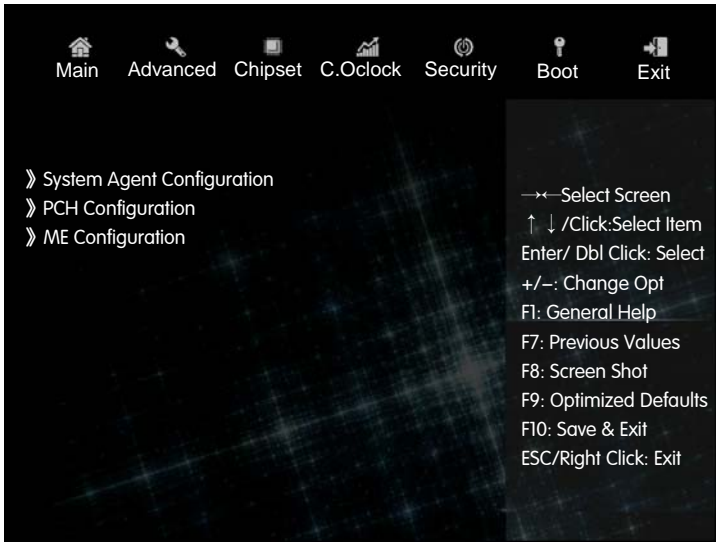 Main Advanced Chipset C.Oclock Security Boot Exit
》System Agent Configuration
》PCH Configuration
》ME Configuration
→←Select Screen
↑ ↓ /Click:Select Item
Enter/ Dbl Click: Select
+/−: Change Opt
F1: General Help
F7: Previous Values
F8: Screen Shot
F9: Optimized Defaults
F10: Save & Exit
ESC/Right Click: Exit